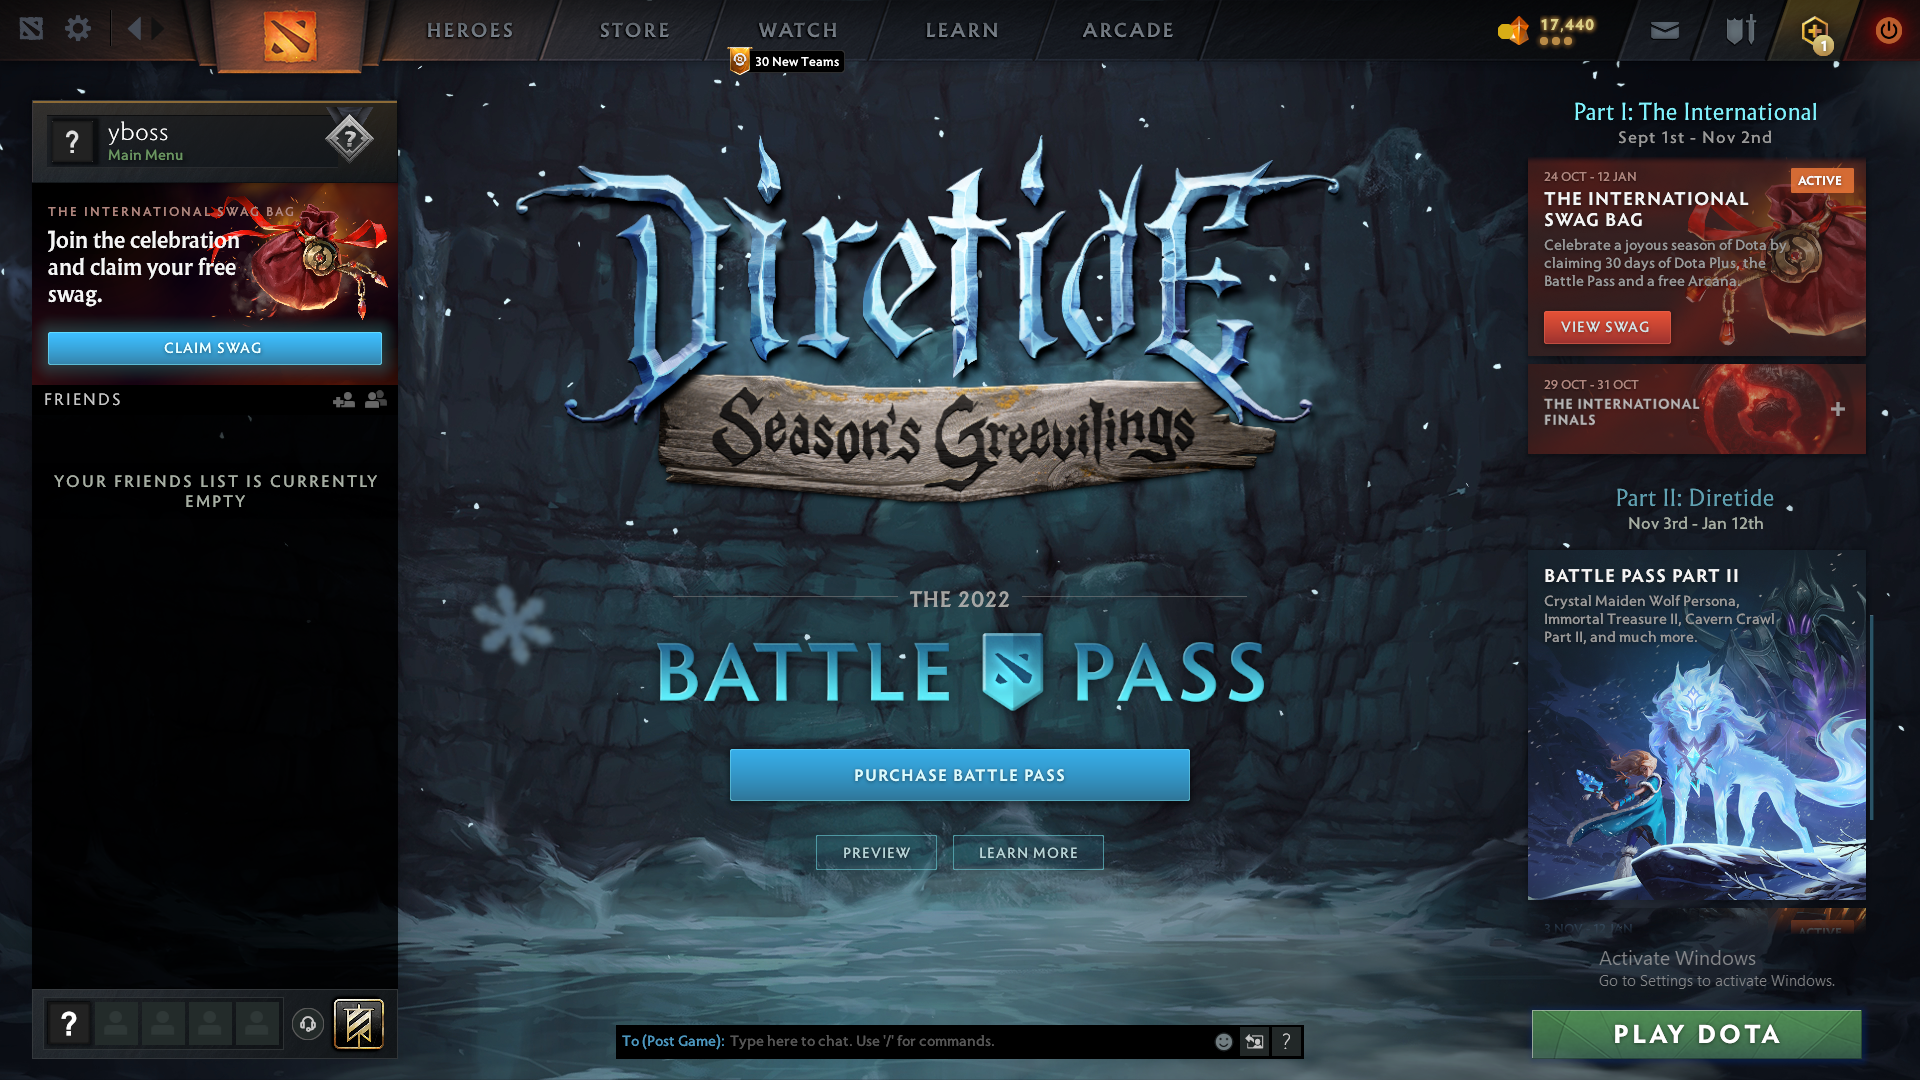 HEROES
STORE
WATCH
LEARN
ARCADE
17,440
1
30 New Teams
?
yboss
Main Menu
?
THE INTERNATIONAL SWAG BAG
Join the celebration
and claim your free
swag.
CLAIM SWAG
FRIENDS
YOUR FRIENDS LIST IS CURRENTLY
EMPTY
?
Diretide
Season's Greevilings
THE 2022
BATTLE PASS
PURCHASE BATTLE PASS
PREVIEW
LEARN MORE
To (Post Game): Type here to chat. Use '/' for commands.
?
Part I: The International
Sept 1st - Nov 2nd
24 OCT - 12 JAN
ACTIVE
THE INTERNATIONAL
SWAG BAG
Celebrate a joyous season of Dota by
claiming 30 days of Dota Plus, the
Battle Pass and a free Arcana.
VIEW SWAG
29 OCT - 31 OCT
THE INTERNATIONAL
FINALS
+
Part II: Diretide
Nov 3rd - Jan 12th
BATTLE PASS PART II
Crystal Maiden Wolf Persona,
Immortal Treasure II, Cavern Crawl
Part II, and much more.
3 NOV - 12 JAN
ACTIVE
Activate Windows
Go to Settings to activate Windows.
PLAY DOTA